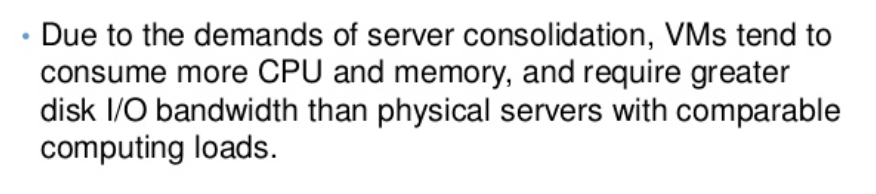 • Due to the demands of server consolidation, VMs tend to
consume more CPU and memory, and require greater
disk I/O bandwidth than physical servers with comparable
computing loads.